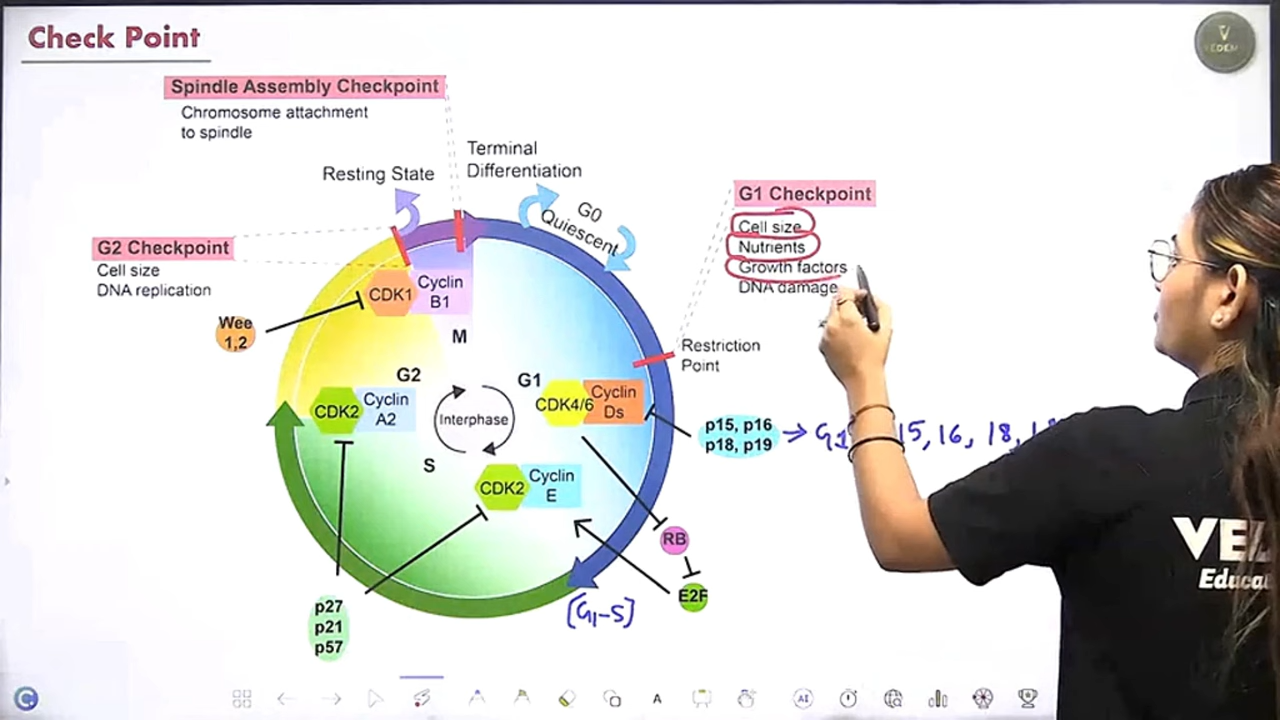 Check Point
VEDEMY
Spindle Assembly Checkpoint
Chromosome attachment
to spindle
Resting State
Terminal
Differentiation
G0
Quiescent
G1 Checkpoint
Cell size
Nutrients
Growth factors
DNA damage
G2 Checkpoint
Cell size
DNA replication
CDK1
Cyclin
B1
Wee
1,2
M
Restriction
Point
G2
G1
CDK2
Cyclin
A2
Interphase
CDK4/6
Cyclin
Ds
p15, p16
p18, p19
→ G1 15, 16, 18,
S
CDK2
Cyclin
E
RB
E2F
[G1-S]
p27
p21
p57
VED
Educat
A
AI